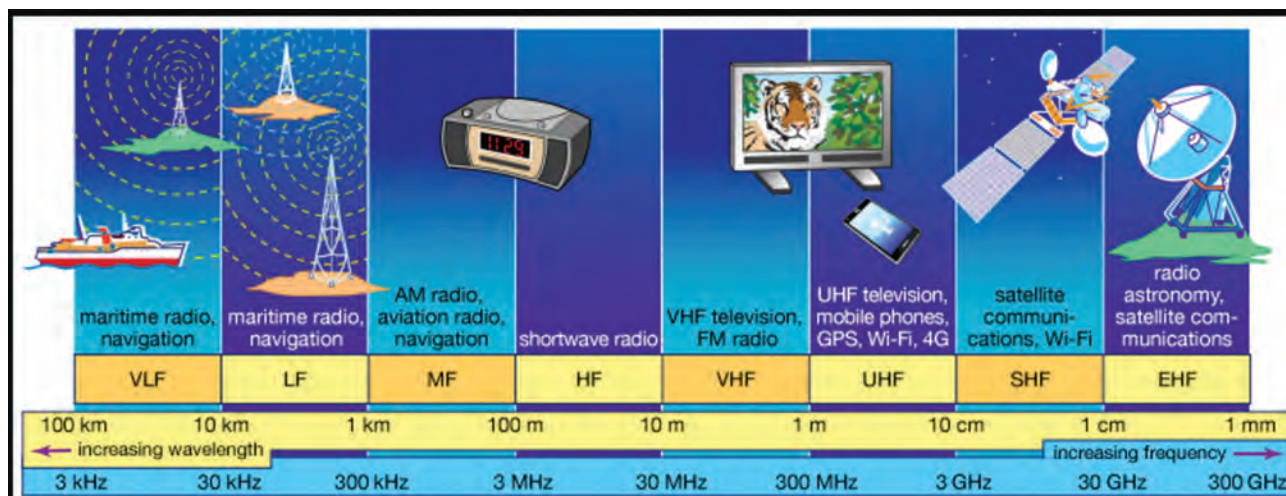 11:29
maritime radio,
navigation
maritime radio,
navigation
AM radio,
aviation radio,
navigation
shortwave radio
VHF television,
FM radio
UHF television,
mobile phones,
GPS, Wi-Fi, 4G
satellite
communi-
cations, Wi-Fi
radio
astronomy,
satellite com-
munications
VLF LF MF HF VHF UHF SHF EHF
100 km 10 km 1 km 100 m 10 m 1 m 10 cm 1 cm 1 mm
increasing wavelength increasing frequency
3 kHz 30 kHz 300 kHz 3 MHz 30 MHz 300 MHz 3 GHz 30 GHz 300 GHz